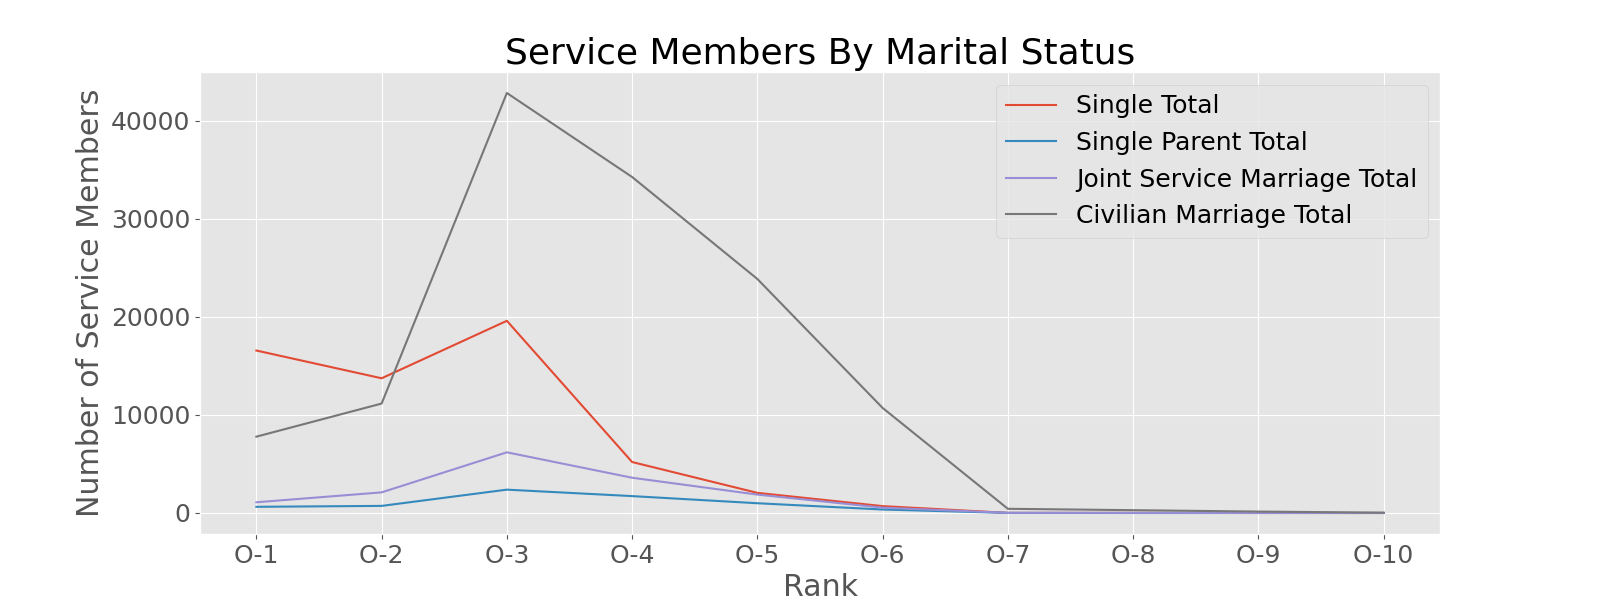 Service Members By Marital Status
Number of Service Members
40000
30000
20000
10000
0
Single Total
Single Parent Total
Joint Service Marriage Total
Civilian Marriage Total
O-1 O-2 O-3 O-4 O-5 O-6 O-7 O-8 O-9 O-10
Rank